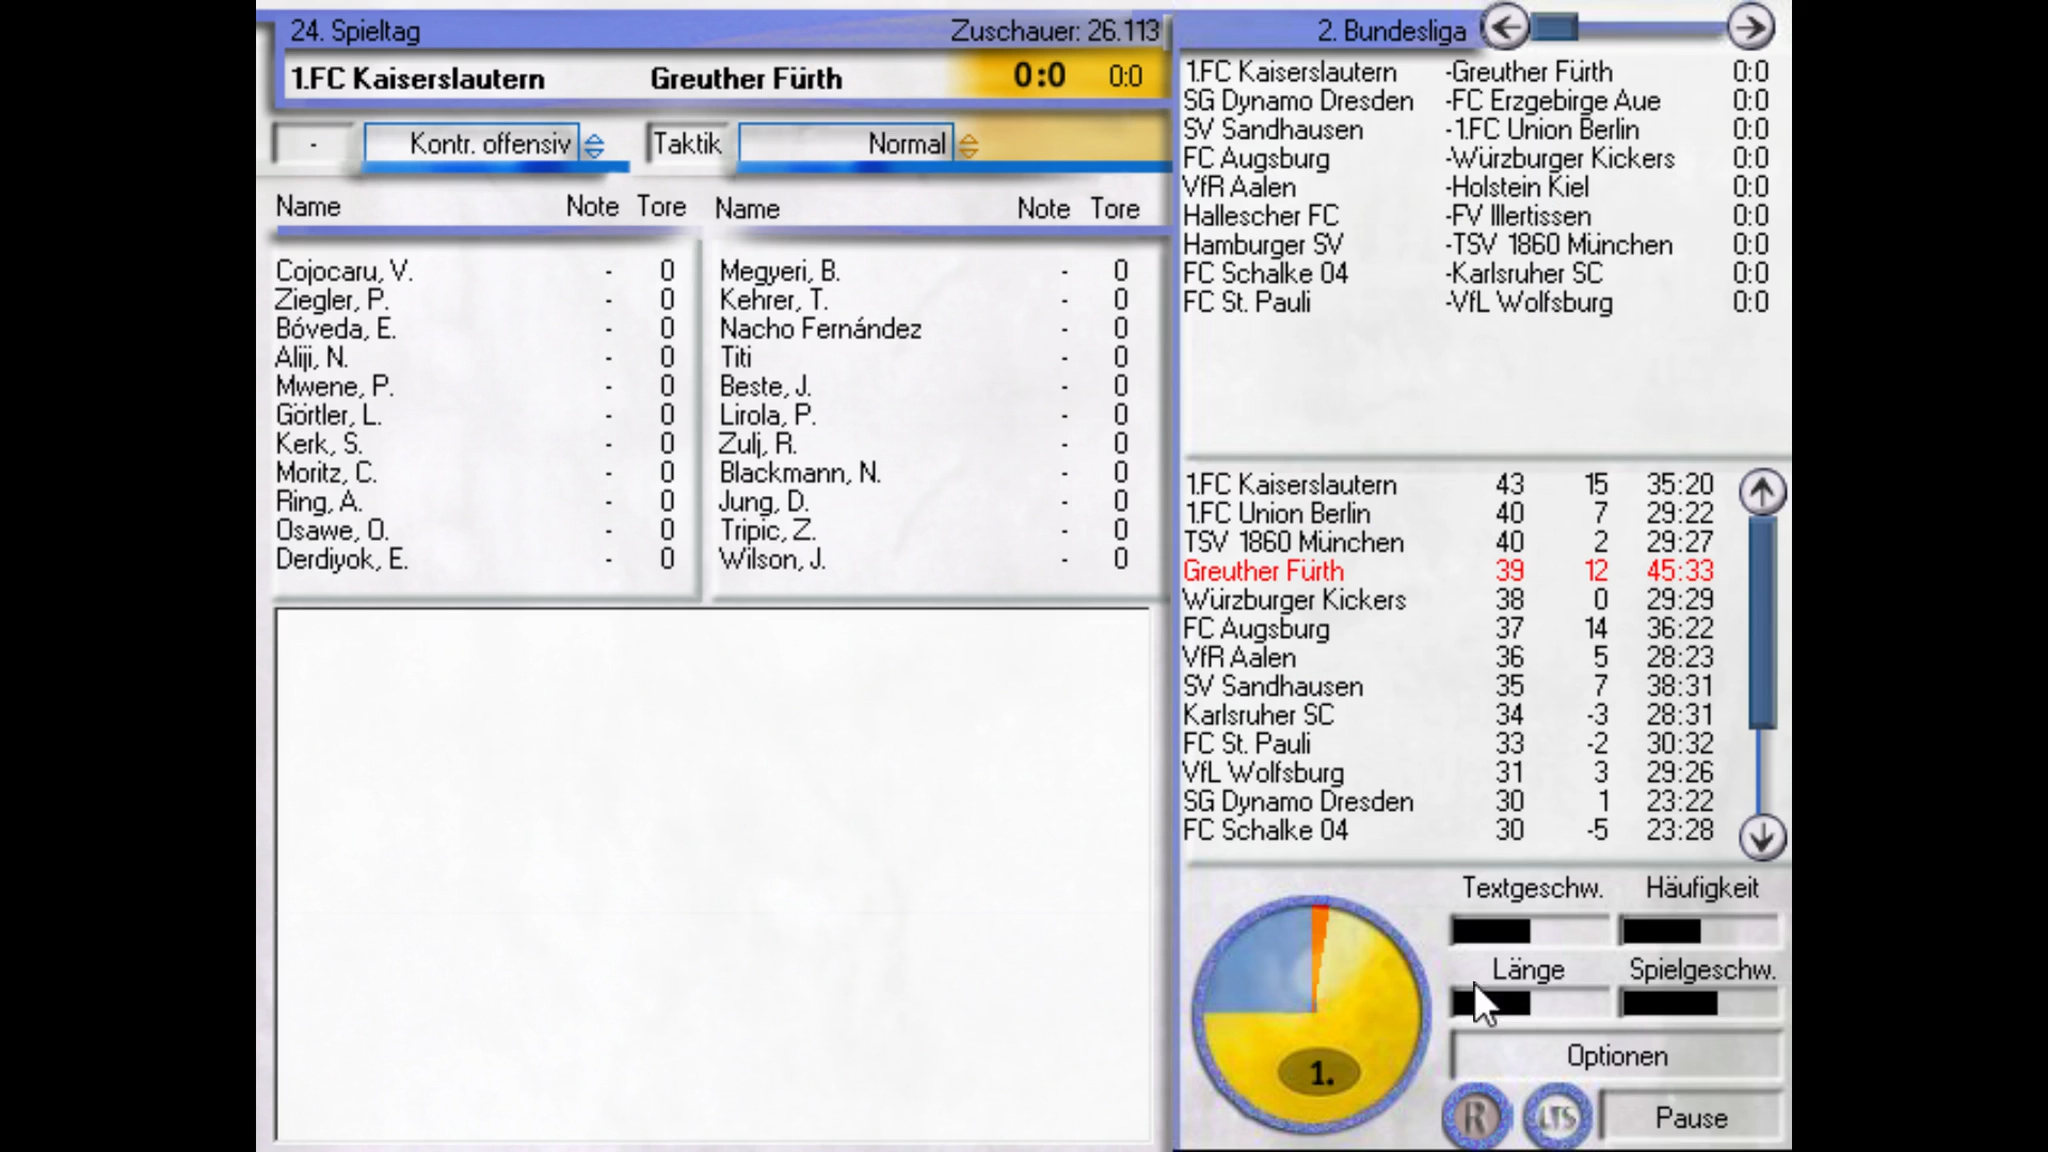 24. Spieltag Zuschauer: 26.113
1.FC Kaiserslautern Greuther Fürth 0:0 0:0
- Kontr. offensiv Taktik Normal
Name Note Tore Name Note Tore
Cojocaru, V. - 0 Megyeri, B. - 0
Ziegler, P. - 0 Kehrer, T. - 0
Bóveda, E. - 0 Nacho Fernández - 0
Aliji, N. - 0 Titi - 0
Mwene, P. - 0 Beste, J. - 0
Görtler, L. - 0 Lirola, P. - 0
Kerk, S. - 0 Zulj, R. - 0
Moritz, C. - 0 Blackmann, N. - 0
Ring, A. - 0 Jung, D. - 0
Osawe, O. - 0 Tripic, Z. - 0
Derdiyok, E. - 0 Wilson, J. - 0
2. Bundesliga
1.FC Kaiserslautern -Greuther Fürth 0:0
SG Dynamo Dresden -FC Erzgebirge Aue 0:0
SV Sandhausen -1.FC Union Berlin 0:0
FC Augsburg -Würzburger Kickers 0:0
VfR Aalen -Holstein Kiel 0:0
Hallescher FC -FV Illertissen 0:0
Hamburger SV -TSV 1860 München 0:0
FC Schalke 04 -Karlsruher SC 0:0
FC St. Pauli -VfL Wolfsburg 0:0
1.FC Kaiserslautern 43 15 35:20
1.FC Union Berlin 40 7 29:22
TSV 1860 München 40 2 29:27
Greuther Fürth 39 12 45:33
Würzburger Kickers 38 0 29:29
FC Augsburg 37 14 36:22
VfR Aalen 36 5 28:23
SV Sandhausen 35 7 38:31
Karlsruher SC 34 -3 28:31
FC St. Pauli 33 -2 30:32
VfL Wolfsburg 31 3 29:26
SG Dynamo Dresden 30 1 23:22
FC Schalke 04 30 -5 23:28
Textgeschw. Häufigkeit
Länge Spielgeschw.
Optionen
1.
R LTS Pause